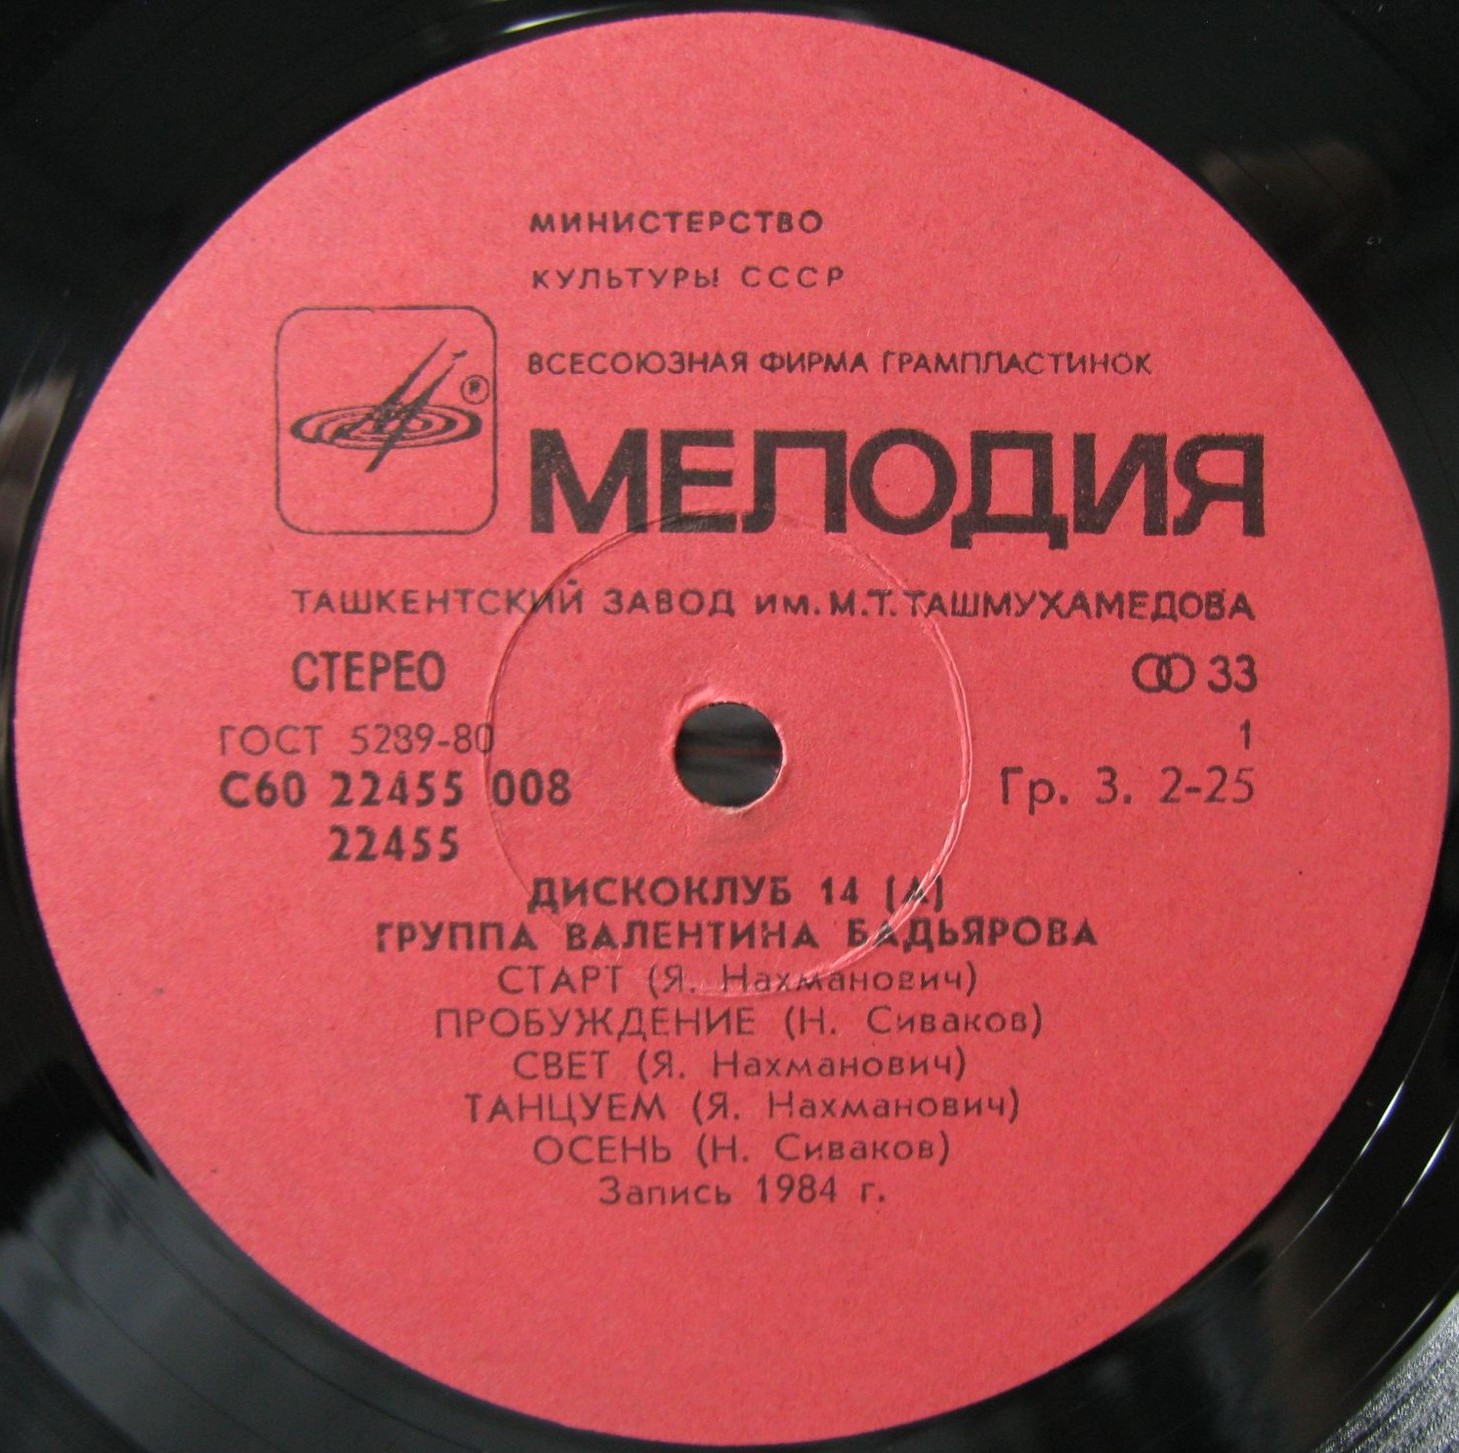 МИНИСТЕРСТВО
КУЛЬТУРЫ СССР
ВСЕСОЮЗНАЯ ФИРМА ГРАМПЛАСТИНОК
®
МЕЛОДИЯ
ТАШКЕНТСКИЙ ЗАВОД им. М.Т. ТАШМУХАМЕДОВА
СТЕРЕО 33
ГОСТ 5289-80 1
С60 22455 008 Гр. 3. 2-25
22455
ДИСКОКЛУБ 14 (А)
ГРУППА ВАЛЕНТИНА БАДЬЯРОВА
СТАРТ (Я. Нахманович)
ПРОБУЖДЕНИЕ (Н. Сиваков)
СВЕТ (Я. Нахманович)
ТАНЦУЕМ (Я. Нахманович)
ОСЕНЬ (Н. Сиваков)
Запись 1984 г.